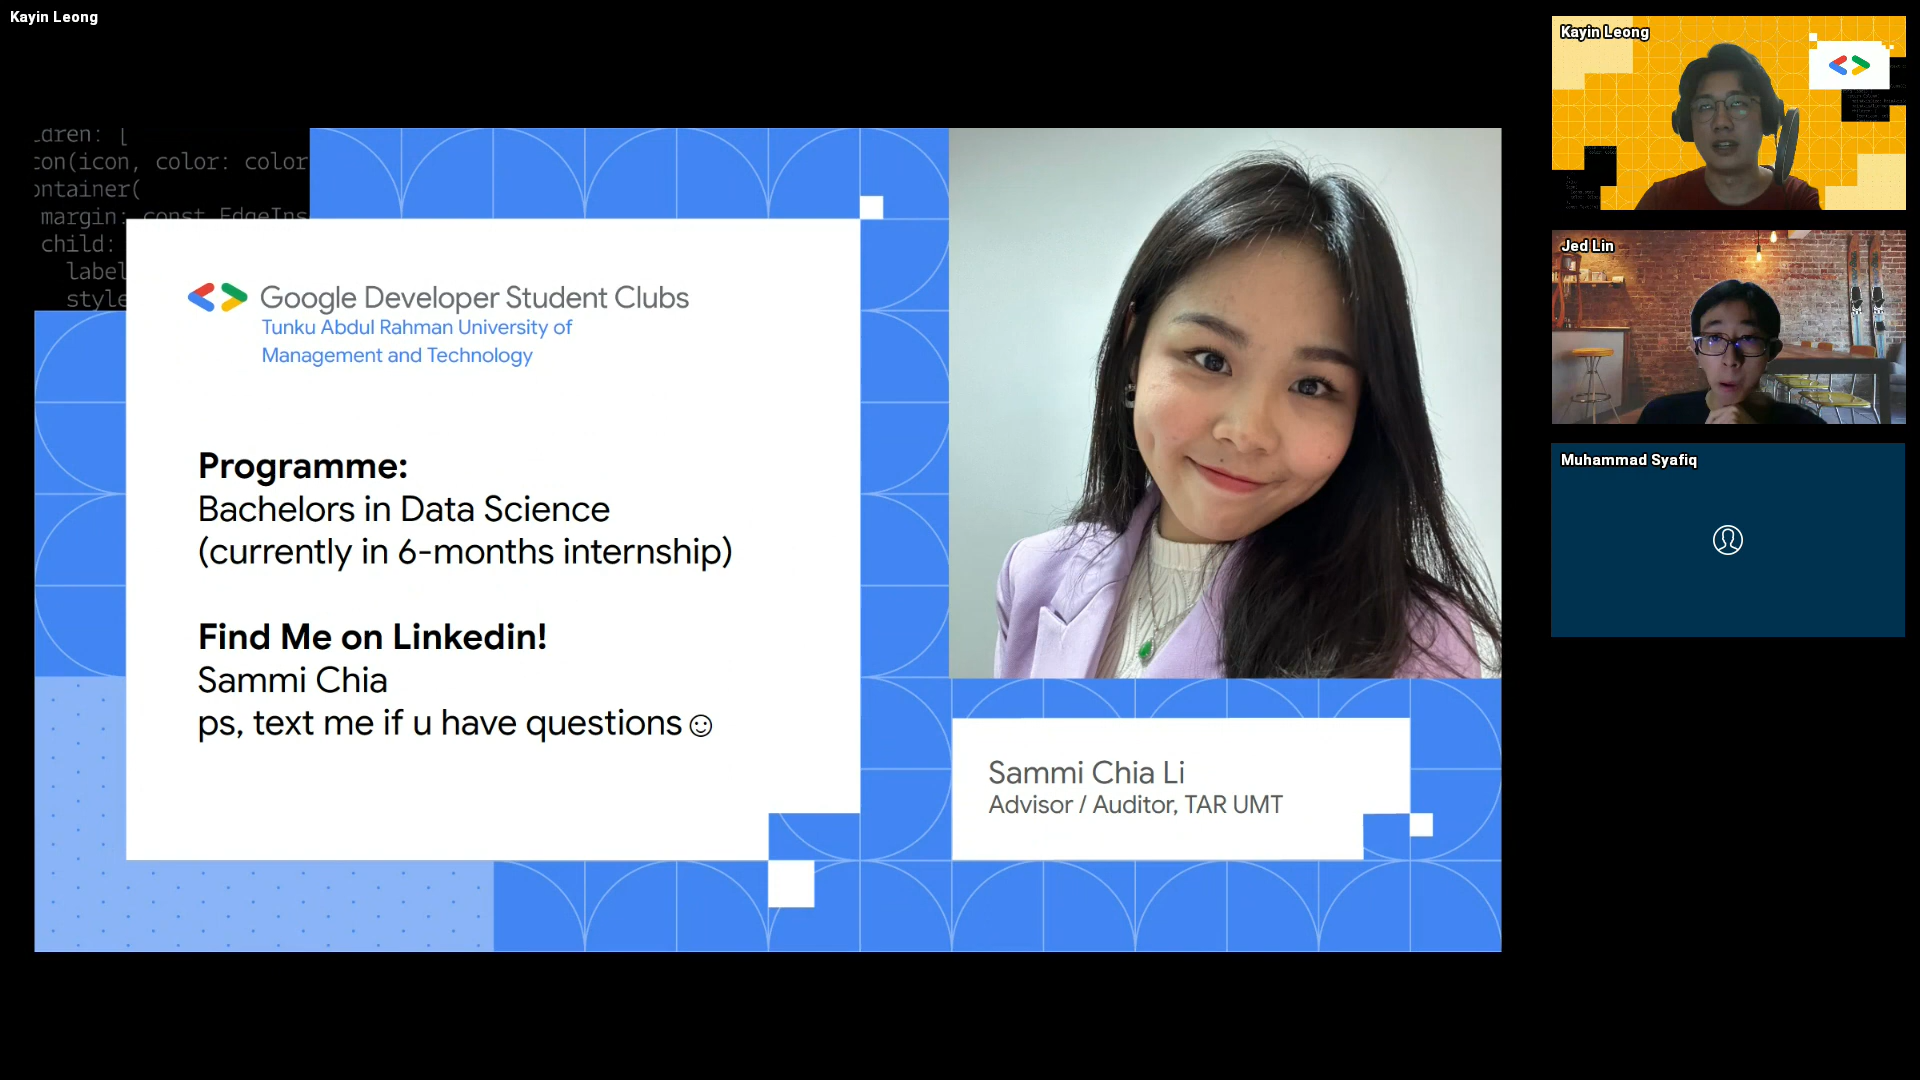 Kayin Leong
dren: [
con(icon, color: color
ontainer(
margin: const EdgeIns
child:
label
style
Google Developer Student Clubs
Tunku Abdul Rahman University of
Management and Technology
Programme:
Bachelors in Data Science
(currently in 6-months internship)
Find Me on Linkedin!
Sammi Chia
ps, text me if u have questions☺
Sammi Chia Li
Advisor / Auditor, TAR UMT
Kayin Leong
Jed Lin
Muhammad Syafiq